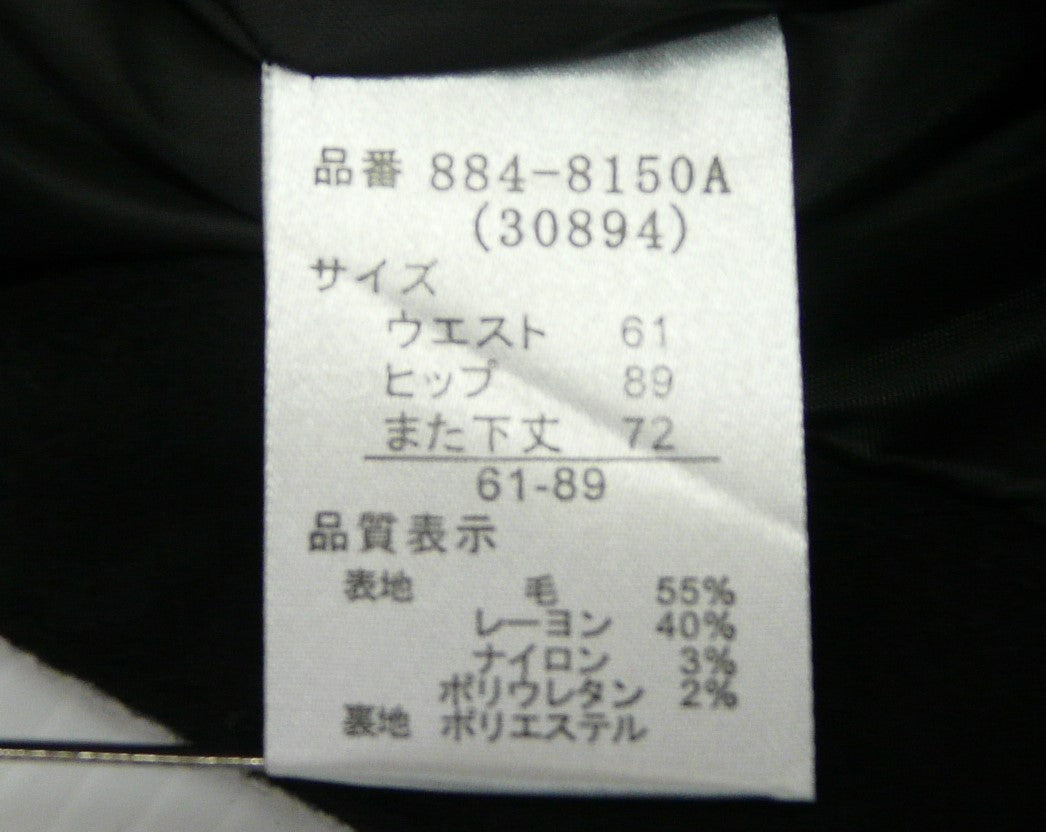 品番 884-8150A
(30894)
サイズ
ウエスト 61
ヒップ 89
また下丈 72
61-89
品質表示
表地 毛 55%
レーヨン 40%
ナイロン 3%
ポリウレタン 2%
裏地 ポリエステル